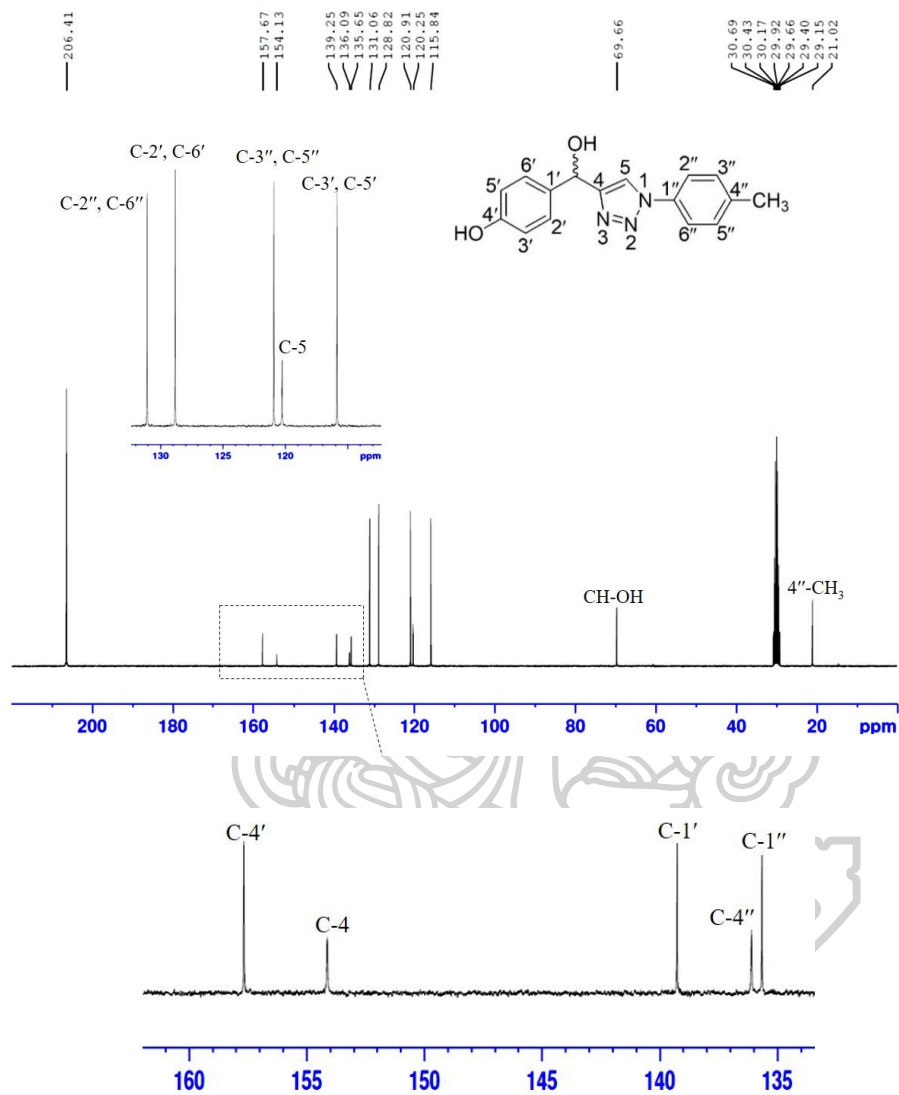 206.41
157.67
154.13
139.25
136.09
135.65
131.06
128.82
120.91
120.25
115.84
69.66
30.69
30.43
30.17
29.92
29.66
29.40
29.15
21.02
C-2′, C-6′
C-3″, C-5″
C-2″, C-6″
C-3′, C-5′
C-5
130 125 120 ppm
OH
6′ 5 2″ 3″
5′ 1′ 4 1 1″ 4″ CH3
4′ 2′ N N
HO 3′ 3 N 2 6″ 5″
CH-OH
4″-CH3
200 180 160 140 120 100 80 60 40 20 ppm
C-4′
C-4
C-1′
C-1″
C-4″
160 155 150 145 140 135